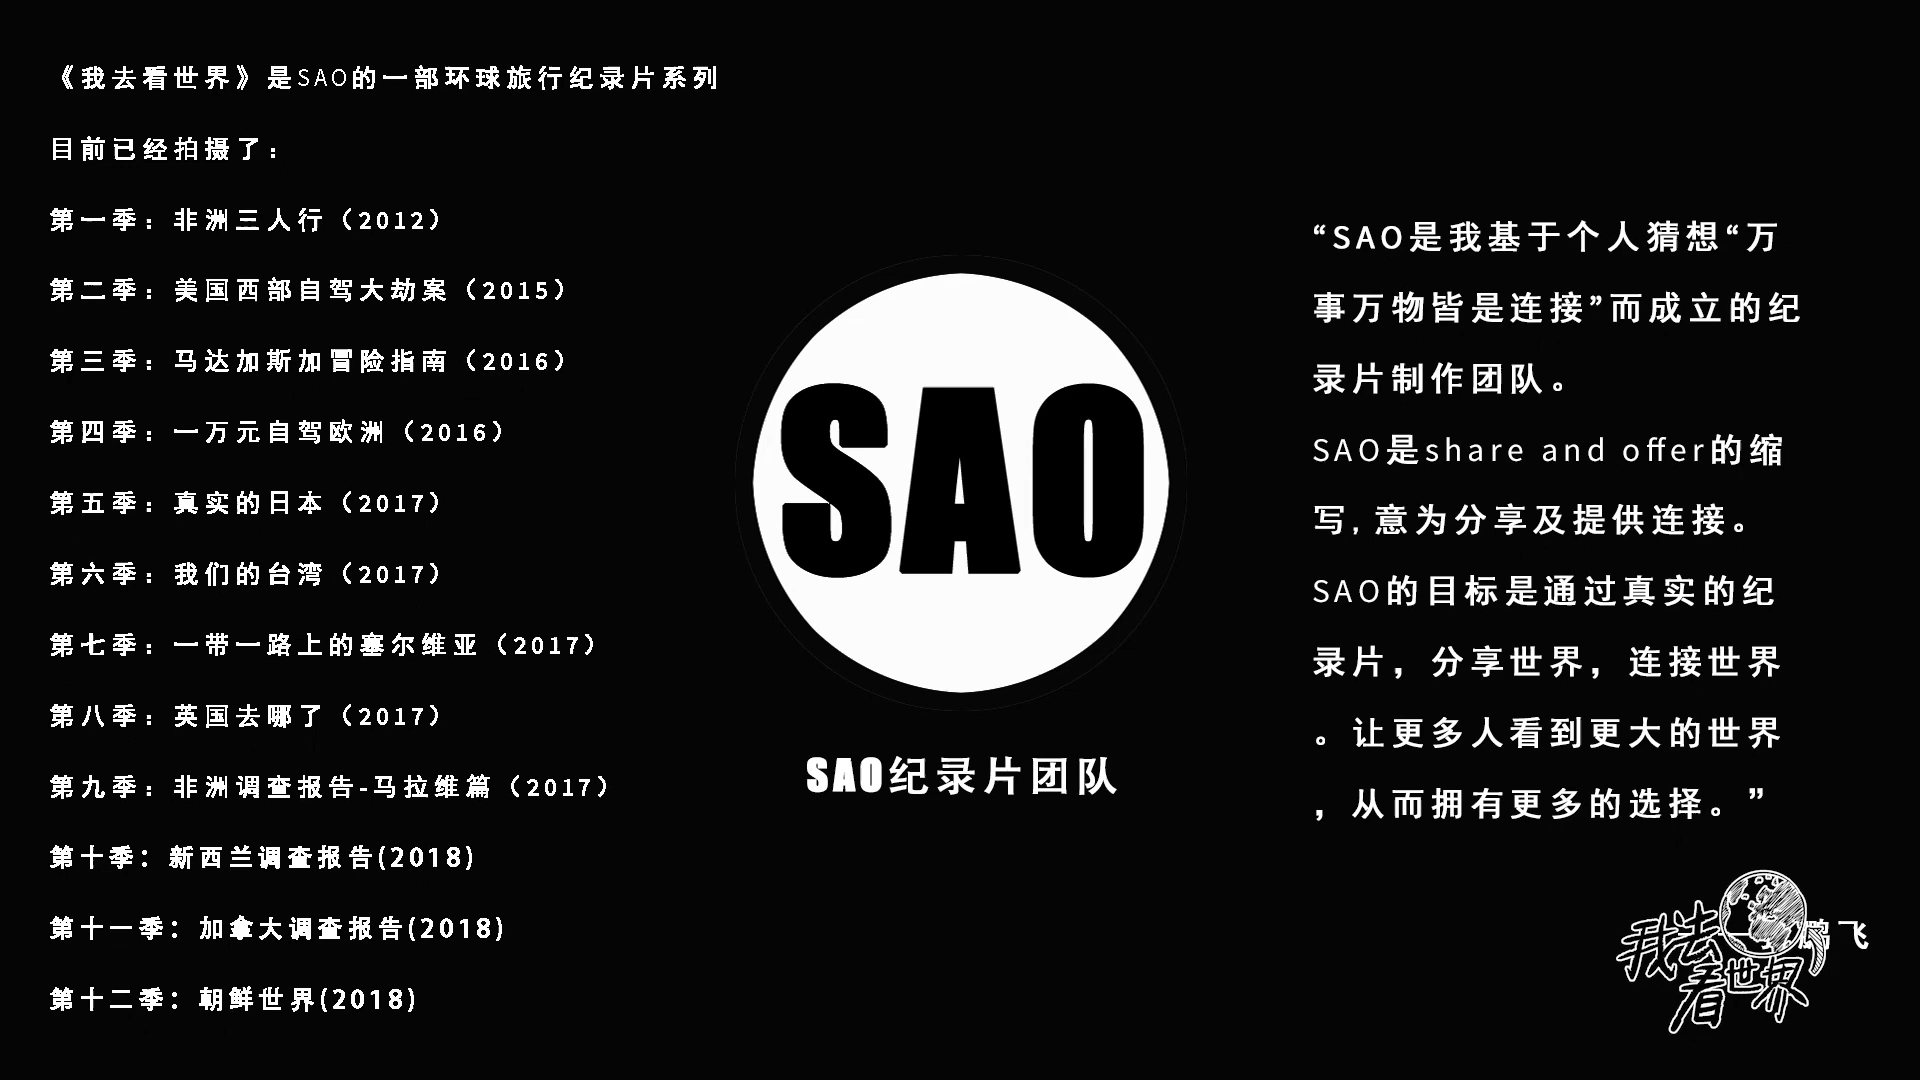 《我去看世界》是SAO的一部环球旅行纪录片系列
目前已经拍摄了：
第一季：非洲三人行（2012）
第二季：美国西部自驾大劫案（2015）
第三季：马达加斯加冒险指南（2016）
第四季：一万元自驾欧洲（2016）
第五季：真实的日本（2017）
第六季：我们的台湾（2017）
第七季：一带一路上的塞尔维亚（2017）
第八季：英国去哪了（2017）
第九季：非洲调查报告-马拉维篇（2017）
第十季：新西兰调查报告(2018)
第十一季：加拿大调查报告(2018)
第十二季：朝鲜世界(2018)
SAO
SAO纪录片团队
“SAO是我基于个人猜想“万
事万物皆是连接”而成立的纪
录片制作团队。
SAO是share and offer的缩
写,意为分享及提供连接。
SAO的目标是通过真实的纪
录片，分享世界，连接世界
。让更多人看到更大的世界
，从而拥有更多的选择。”
飞
我去
看世界